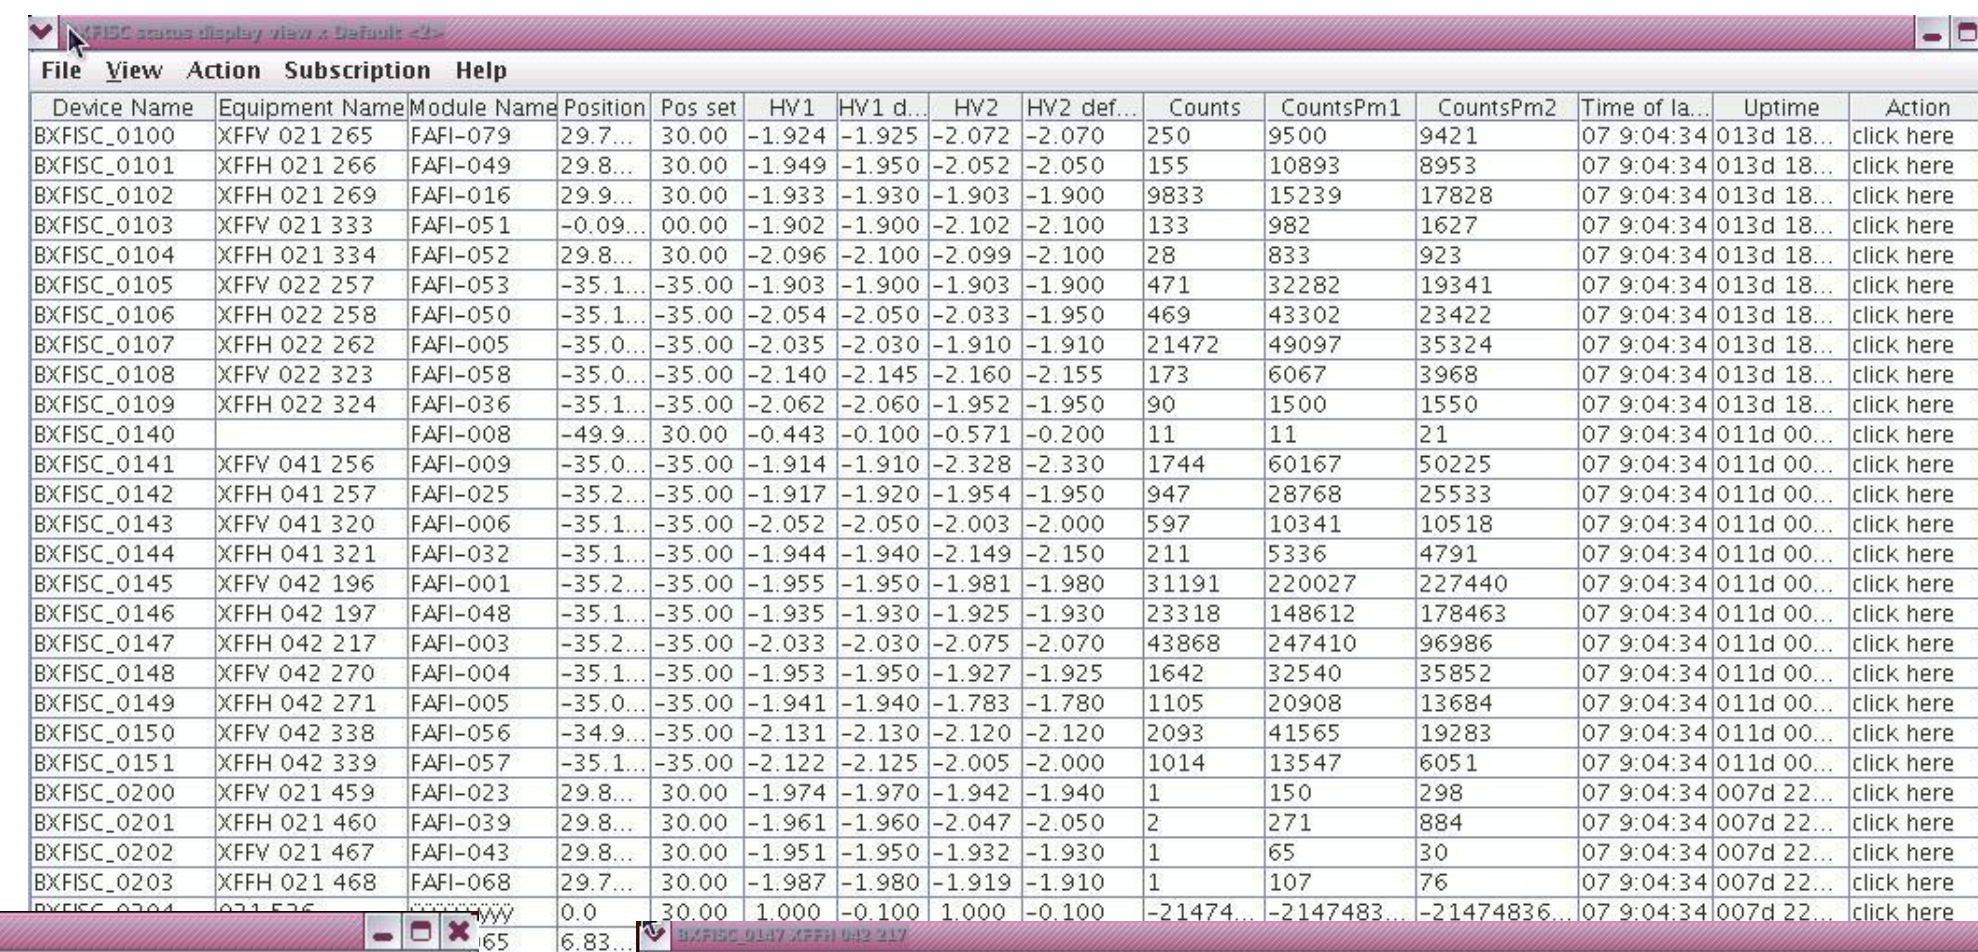 BXFISC status display view x Default <2>
File View Action Subscription Help
Device Name Equipment Name Module Name Position Pos set HV1 HV1 d... HV2 HV2 def... Counts CountsPm1 CountsPm2 Time of la... Uptime Action
BXFISC_0100 XFFV 021 265 FAFI-079 29.7... 30.00 -1.924 -1.925 -2.072 -2.070 250 9500 9421 07 9:04:34 013d 18... click here
BXFISC_0101 XFFH 021 266 FAFI-049 29.8... 30.00 -1.949 -1.950 -2.052 -2.050 155 10893 8953 07 9:04:34 013d 18... click here
BXFISC_0102 XFFH 021 269 FAFI-016 29.9... 30.00 -1.933 -1.930 -1.903 -1.900 9833 15239 17828 07 9:04:34 013d 18... click here
BXFISC_0103 XFFV 021 333 FAFI-051 -0.09... 00.00 -1.902 -1.900 -2.102 -2.100 133 982 1627 07 9:04:34 013d 18... click here
BXFISC_0104 XFFH 021 334 FAFI-052 29.8... 30.00 -2.096 -2.100 -2.099 -2.100 28 833 923 07 9:04:34 013d 18... click here
BXFISC_0105 XFFV 022 257 FAFI-053 -35.1... -35.00 -1.903 -1.900 -1.903 -1.900 471 32282 19341 07 9:04:34 013d 18... click here
BXFISC_0106 XFFH 022 258 FAFI-050 -35.1... -35.00 -2.054 -2.050 -2.033 -1.950 469 43302 23422 07 9:04:34 013d 18... click here
BXFISC_0107 XFFH 022 262 FAFI-005 -35.0... -35.00 -2.035 -2.030 -1.910 -1.910 21472 49097 35324 07 9:04:34 013d 18... click here
BXFISC_0108 XFFV 022 323 FAFI-058 -35.0... -35.00 -2.140 -2.145 -2.160 -2.155 173 6067 3968 07 9:04:34 013d 18... click here
BXFISC_0109 XFFH 022 324 FAFI-036 -35.1... -35.00 -2.062 -2.060 -1.952 -1.950 90 1500 1550 07 9:04:34 013d 18... click here
BXFISC_0140 FAFI-008 -49.9... 30.00 -0.443 -0.100 -0.571 -0.200 11 11 21 07 9:04:34 011d 00... click here
BXFISC_0141 XFFV 041 256 FAFI-009 -35.0... -35.00 -1.914 -1.910 -2.328 -2.330 1744 60167 50225 07 9:04:34 011d 00... click here
BXFISC_0142 XFFH 041 257 FAFI-025 -35.2... -35.00 -1.917 -1.920 -1.954 -1.950 947 28768 25533 07 9:04:34 011d 00... click here
BXFISC_0143 XFFV 041 320 FAFI-006 -35.1... -35.00 -2.052 -2.050 -2.003 -2.000 597 10341 10518 07 9:04:34 011d 00... click here
BXFISC_0144 XFFH 041 321 FAFI-032 -35.1... -35.00 -1.944 -1.940 -2.149 -2.150 211 5336 4791 07 9:04:34 011d 00... click here
BXFISC_0145 XFFV 042 196 FAFI-001 -35.2... -35.00 -1.955 -1.950 -1.981 -1.980 31191 220027 227440 07 9:04:34 011d 00... click here
BXFISC_0146 XFFH 042 197 FAFI-048 -35.1... -35.00 -1.935 -1.930 -1.925 -1.930 23318 148612 178463 07 9:04:34 011d 00... click here
BXFISC_0147 XFFH 042 217 FAFI-003 -35.2... -35.00 -2.033 -2.030 -2.075 -2.070 43868 247410 96986 07 9:04:34 011d 00... click here
BXFISC_0148 XFFV 042 270 FAFI-004 -35.1... -35.00 -1.953 -1.950 -1.927 -1.925 1642 32540 35852 07 9:04:34 011d 00... click here
BXFISC_0149 XFFH 042 271 FAFI-005 -35.0... -35.00 -1.941 -1.940 -1.783 -1.780 1105 20908 13684 07 9:04:34 011d 00... click here
BXFISC_0150 XFFV 042 338 FAFI-056 -34.9... -35.00 -2.131 -2.130 -2.120 -2.120 2093 41565 19283 07 9:04:34 011d 00... click here
BXFISC_0151 XFFH 042 339 FAFI-057 -35.1... -35.00 -2.122 -2.125 -2.005 -2.000 1014 13547 6051 07 9:04:34 011d 00... click here
BXFISC_0200 XFFV 021 459 FAFI-023 29.8... 30.00 -1.974 -1.970 -1.942 -1.940 1 150 298 07 9:04:34 007d 22... click here
BXFISC_0201 XFFH 021 460 FAFI-039 29.8... 30.00 -1.961 -1.960 -2.047 -2.050 2 271 884 07 9:04:34 007d 22... click here
BXFISC_0202 XFFV 021 467 FAFI-043 29.8... 30.00 -1.951 -1.950 -1.932 -1.930 1 65 30 07 9:04:34 007d 22... click here
BXFISC_0203 XFFH 021 468 FAFI-068 29.7... 30.00 -1.987 -1.980 -1.919 -1.910 1 107 76 07 9:04:34 007d 22... click here
BXFISC_0204 021 526 0.0 30.00 1.000 -0.100 1.000 -0.100 -21474... -2147483... -21474836... 07 9:04:34 007d 22... click here
65 6.83...
BXFISC_0147 XFFH 042 217